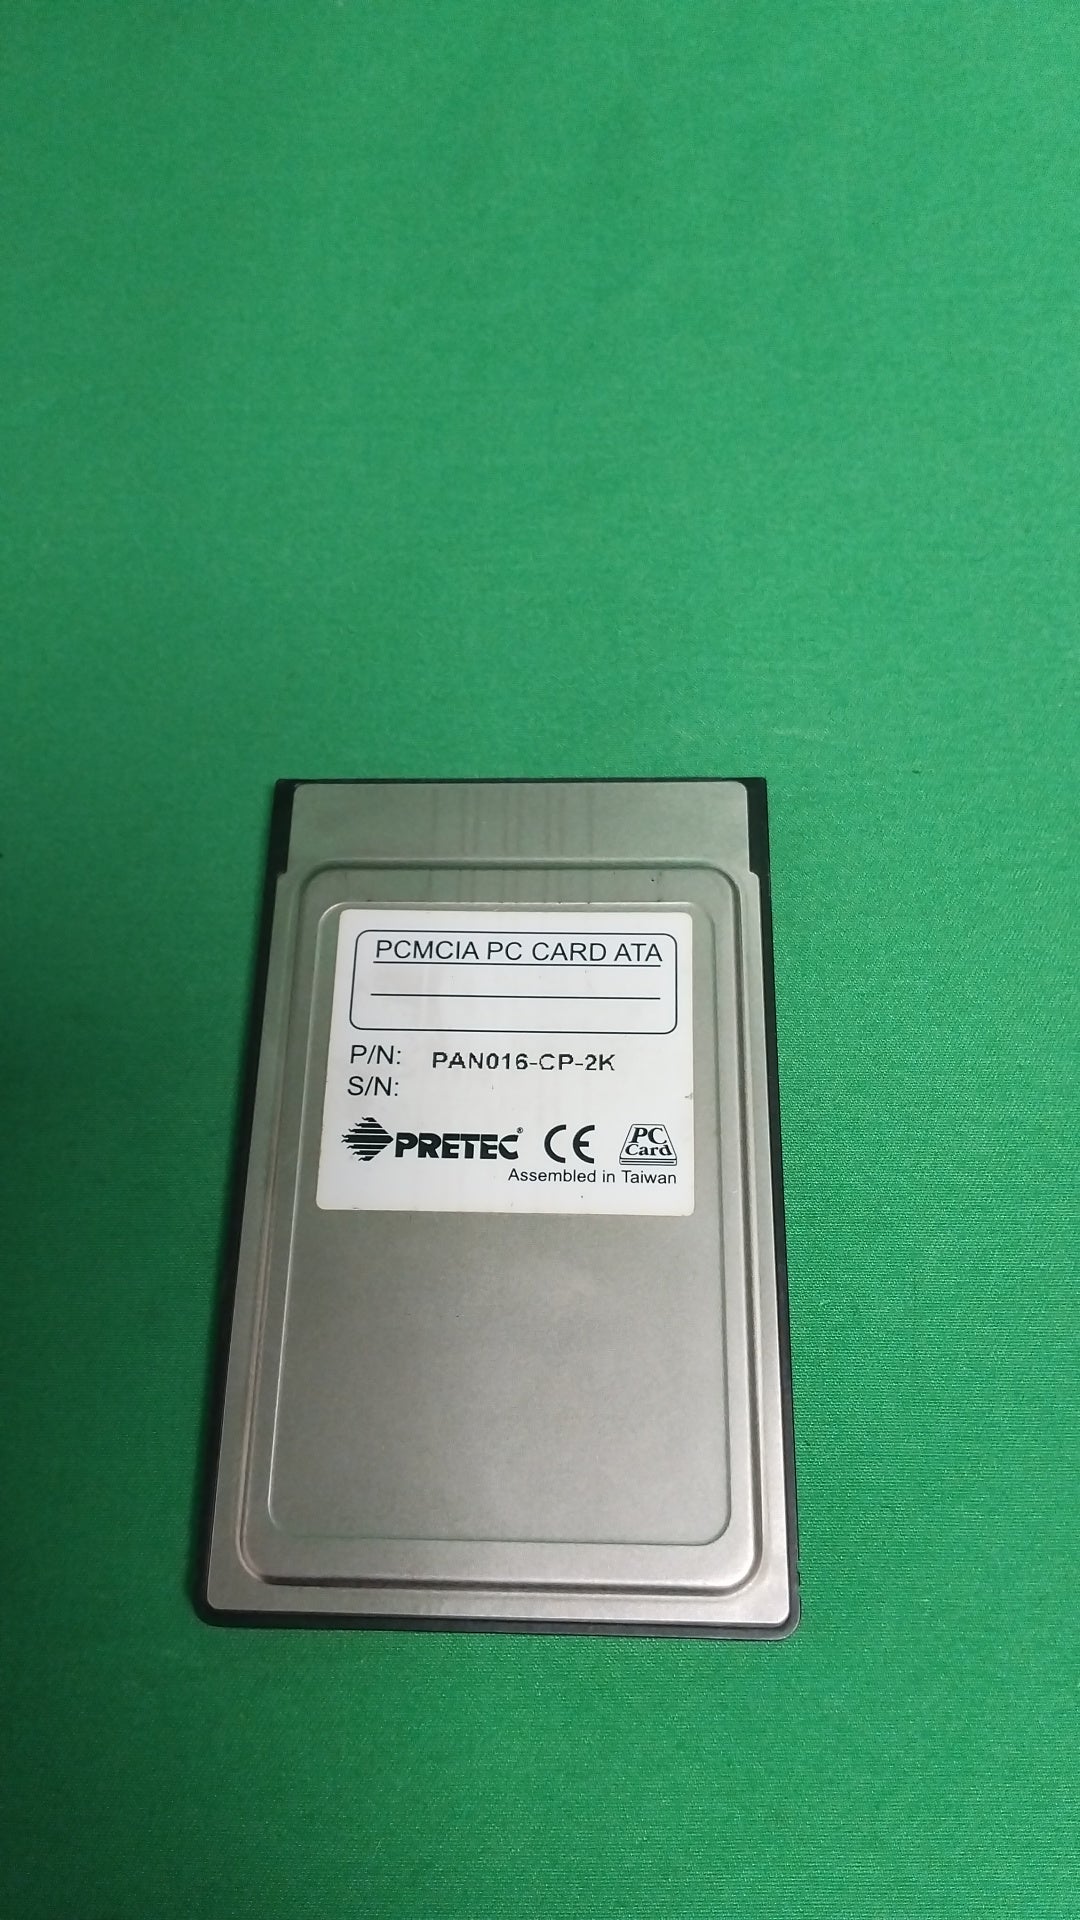 PCMCIA PC CARD ATA
P/N: PAN016-CP-2K
S/N:
PRETEC® CE PC Card
Assembled in Taiwan